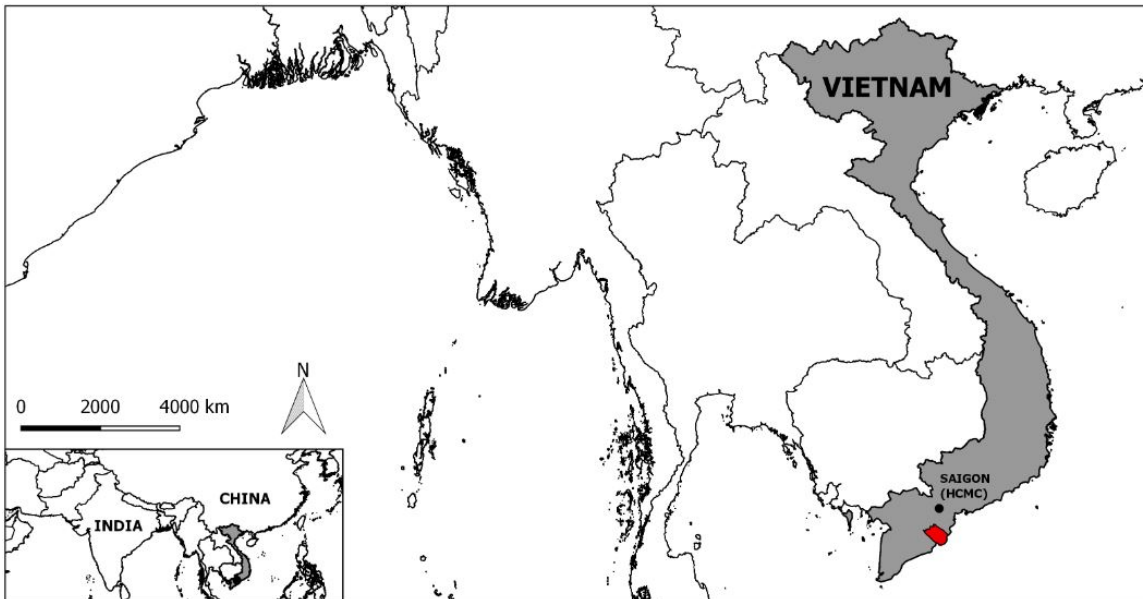 VIETNAM
N
0 2000 4000 km
SAIGON
(HCMC)
CHINA
INDIA